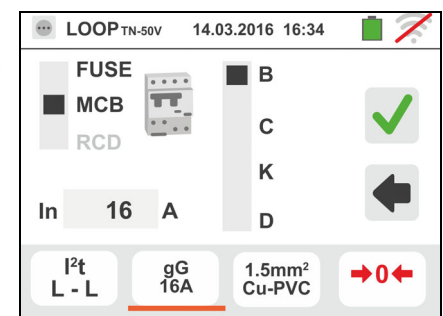 LOOP TN-50V 14.03.2016 16:34
FUSE
B
MCB
C
RCD
K
In 16 A
D
I²t
L - L
gG
16A
1.5mm²
Cu-PVC
0